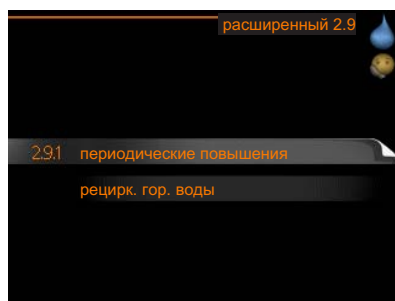 расширенный 2.9
2.9.1 периодические повышения
рецирк. гор. воды